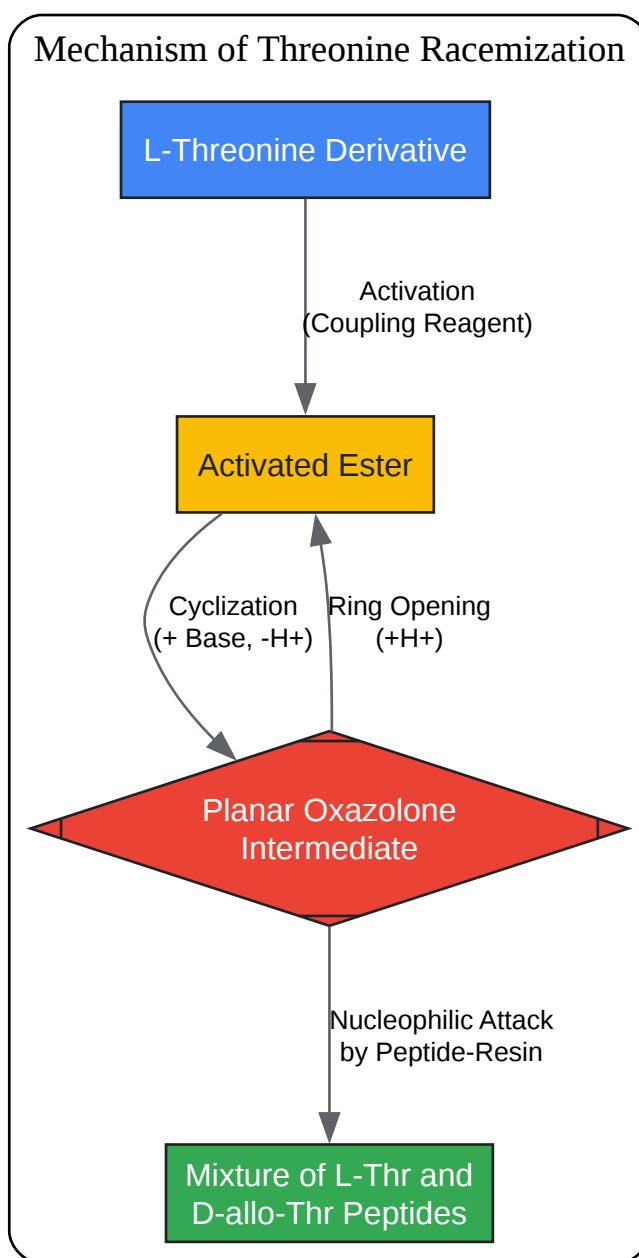 Mechanism of Threonine Racemization
L-Threonine Derivative
Activation
(Coupling Reagent)
Activated Ester
Cyclization
(+ Base, -H+)
Ring Opening
(+H+)
Planar Oxazolone
Intermediate
Nucleophilic Attack
by Peptide-Resin
Mixture of L-Thr and
D-allo-Thr Peptides